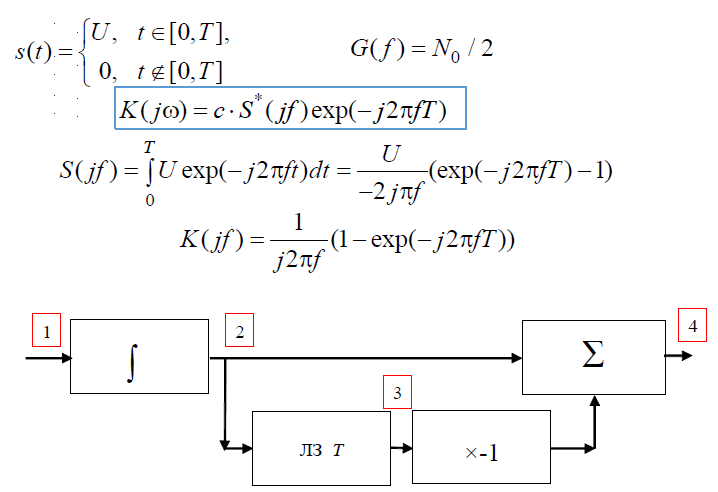 s(t) = { U, t ∈ [0,T],
0, t ∉ [0,T]
G(f) = N₀ / 2
K(jω) = c · S*(jf) exp(−j2πfT)
S(jf) = ∫₀ᵀ U exp(−j2πft)dt = U / (−2jπf) (exp(−j2πfT) − 1)
K(jf) = 1 / (j2πf) (1 − exp(−j2πfT))
1
2
4
∫
Σ
3
ЛЗ T
×-1